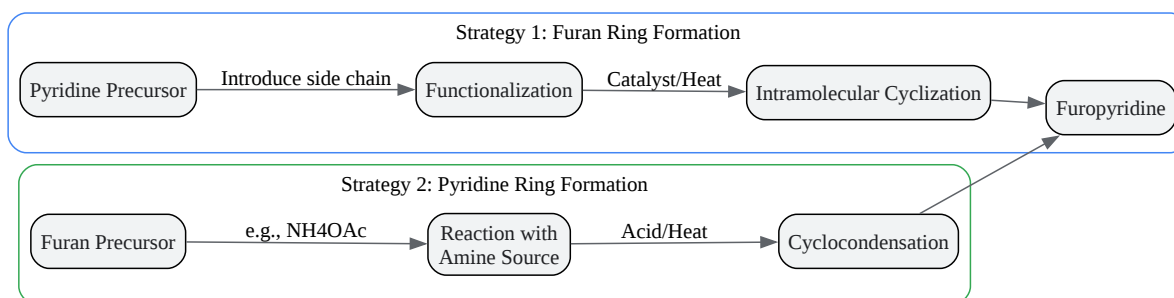 Strategy 1: Furan Ring Formation
Pyridine Precursor
Introduce side chain
Functionalization
Catalyst/Heat
Intramolecular Cyclization
Furopyridine
Strategy 2: Pyridine Ring Formation
Furan Precursor
e.g., NH4OAc
Reaction with
Amine Source
Acid/Heat
Cyclocondensation